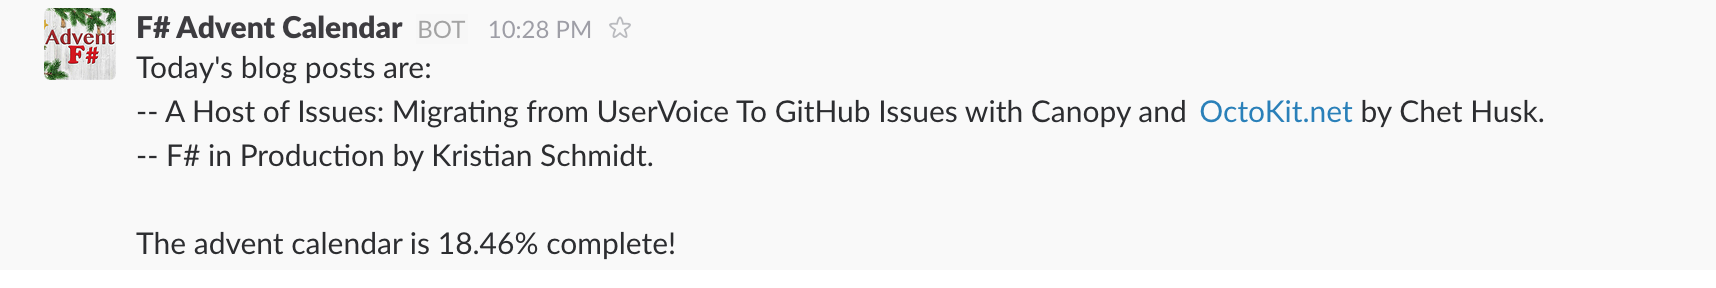 Advent
F#
F# Advent Calendar BOT 10:28 PM
Today's blog posts are:
-- A Host of Issues: Migrating from UserVoice To GitHub Issues with Canopy and OctoKit.net by Chet Husk.
-- F# in Production by Kristian Schmidt.
The advent calendar is 18.46% complete!